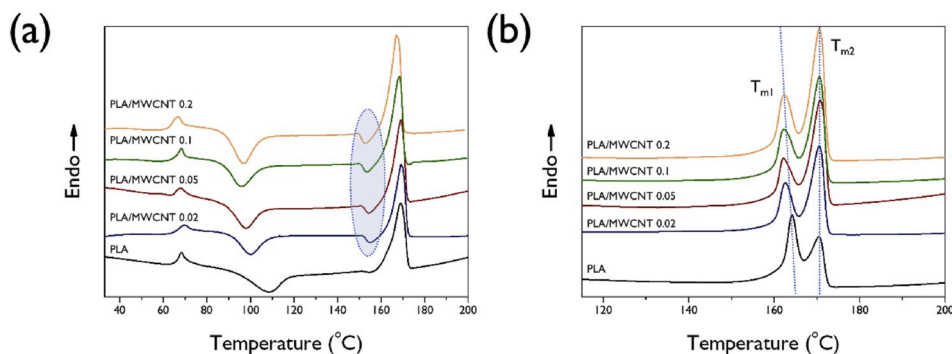 (a)
PLA/MWCNT 0.2
PLA/MWCNT 0.1
PLA/MWCNT 0.05
PLA/MWCNT 0.02
PLA
Endo
40 60 80 100 120 140 160 180 200
Temperature (°C)
(b)
Tm1
Tm2
PLA/MWCNT 0.2
PLA/MWCNT 0.1
PLA/MWCNT 0.05
PLA/MWCNT 0.02
PLA
Endo
120 140 160 180 200
Temperature (°C)